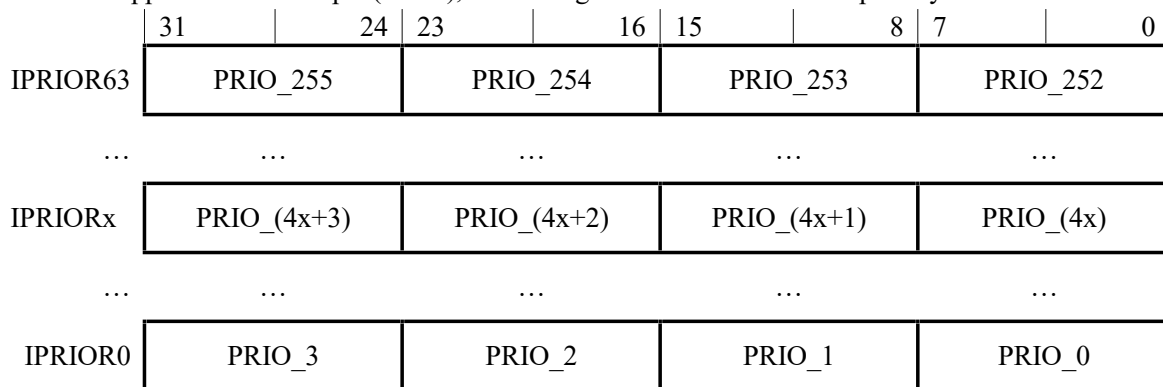 31 24 23 16 15 8 7 0
IPRIOR63 PRIO_255 PRIO_254 PRIO_253 PRIO_252
… … … … …
IPRIORx PRIO_(4x+3) PRIO_(4x+2) PRIO_(4x+1) PRIO_(4x)
… … … … …
IPRIOR0 PRIO_3 PRIO_2 PRIO_1 PRIO_0